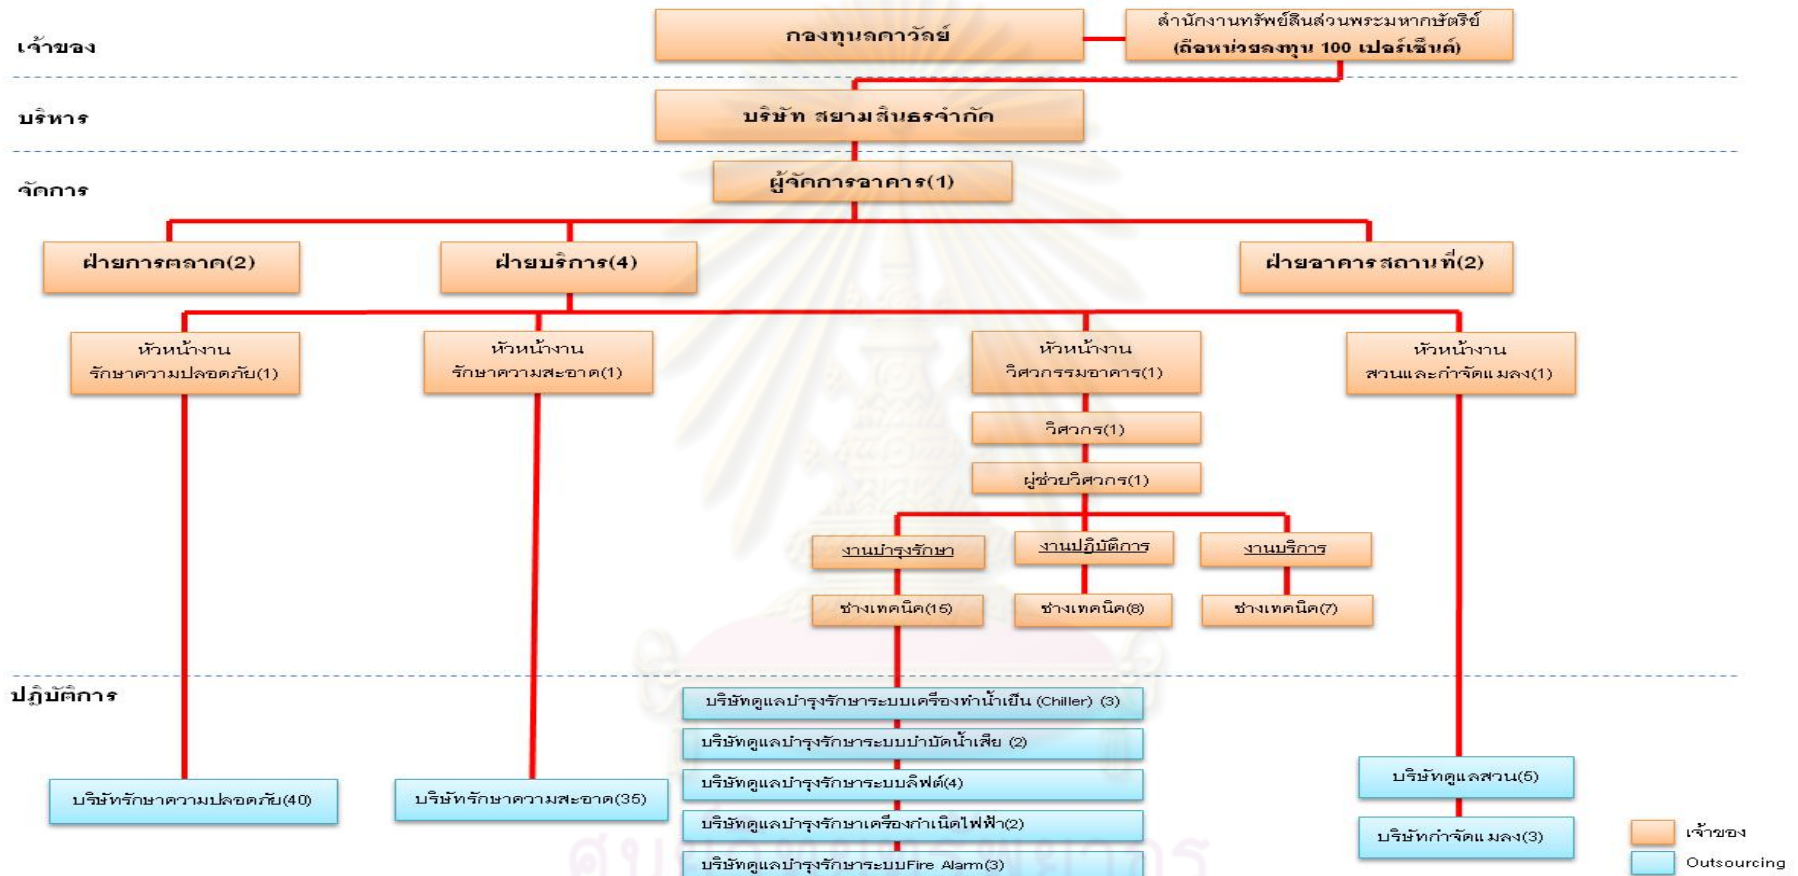 เจ้าของ
กองทุนลดาวัลย์
สำนักงานทรัพย์สินส่วนพระมหากษัตริย์
(ถือหน่วยลงทุน 100 เปอร์เซ็นต์)
บริหาร
บริษัท สยามสินธรจำกัด
จัดการ
ผู้จัดการอาคาร(1)
ฝ่ายการตลาด(2)
ฝ่ายบริการ(4)
ฝ่ายอาคารสถานที่(2)
หัวหน้างาน
รักษาความปลอดภัย(1)
หัวหน้างาน
รักษาความสะอาด(1)
หัวหน้างาน
วิศวกรรมอาคาร(1)
หัวหน้างาน
สวนและกำจัดแมลง(1)
วิศวกร(1)
ผู้ช่วยวิศวกร(1)
งานบำรุงรักษา
งานปฏิบัติการ
งานบริการ
ช่างเทคนิค(15)
ช่างเทคนิค(8)
ช่างเทคนิค(7)
ปฏิบัติการ
บริษัทดูแลบำรุงรักษาระบบเครื่องทำน้ำเย็น (Chiller) (3)
บริษัทดูแลบำรุงรักษาระบบบำบัดน้ำเสีย (2)
บริษัทดูแลบำรุงรักษาระบบลิฟต์(4)
บริษัทดูแลบำรุงรักษาเครื่องกำเนิดไฟฟ้า(2)
บริษัทดูแลบำรุงรักษาระบบFire Alarm(3)
บริษัทรักษาความปลอดภัย(40)
บริษัทรักษาความสะอาด(35)
บริษัทดูแลสวน(5)
บริษัทกำจัดแมลง(3)
เจ้าของ
Outsourcing